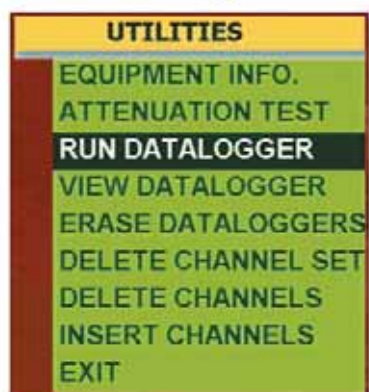 UTILITIES
EQUIPMENT INFO.
ATTENUATION TEST
RUN DATALOGGER
VIEW DATALOGGER
ERASE DATALOGGERS
DELETE CHANNEL SET
DELETE CHANNELS
INSERT CHANNELS
EXIT